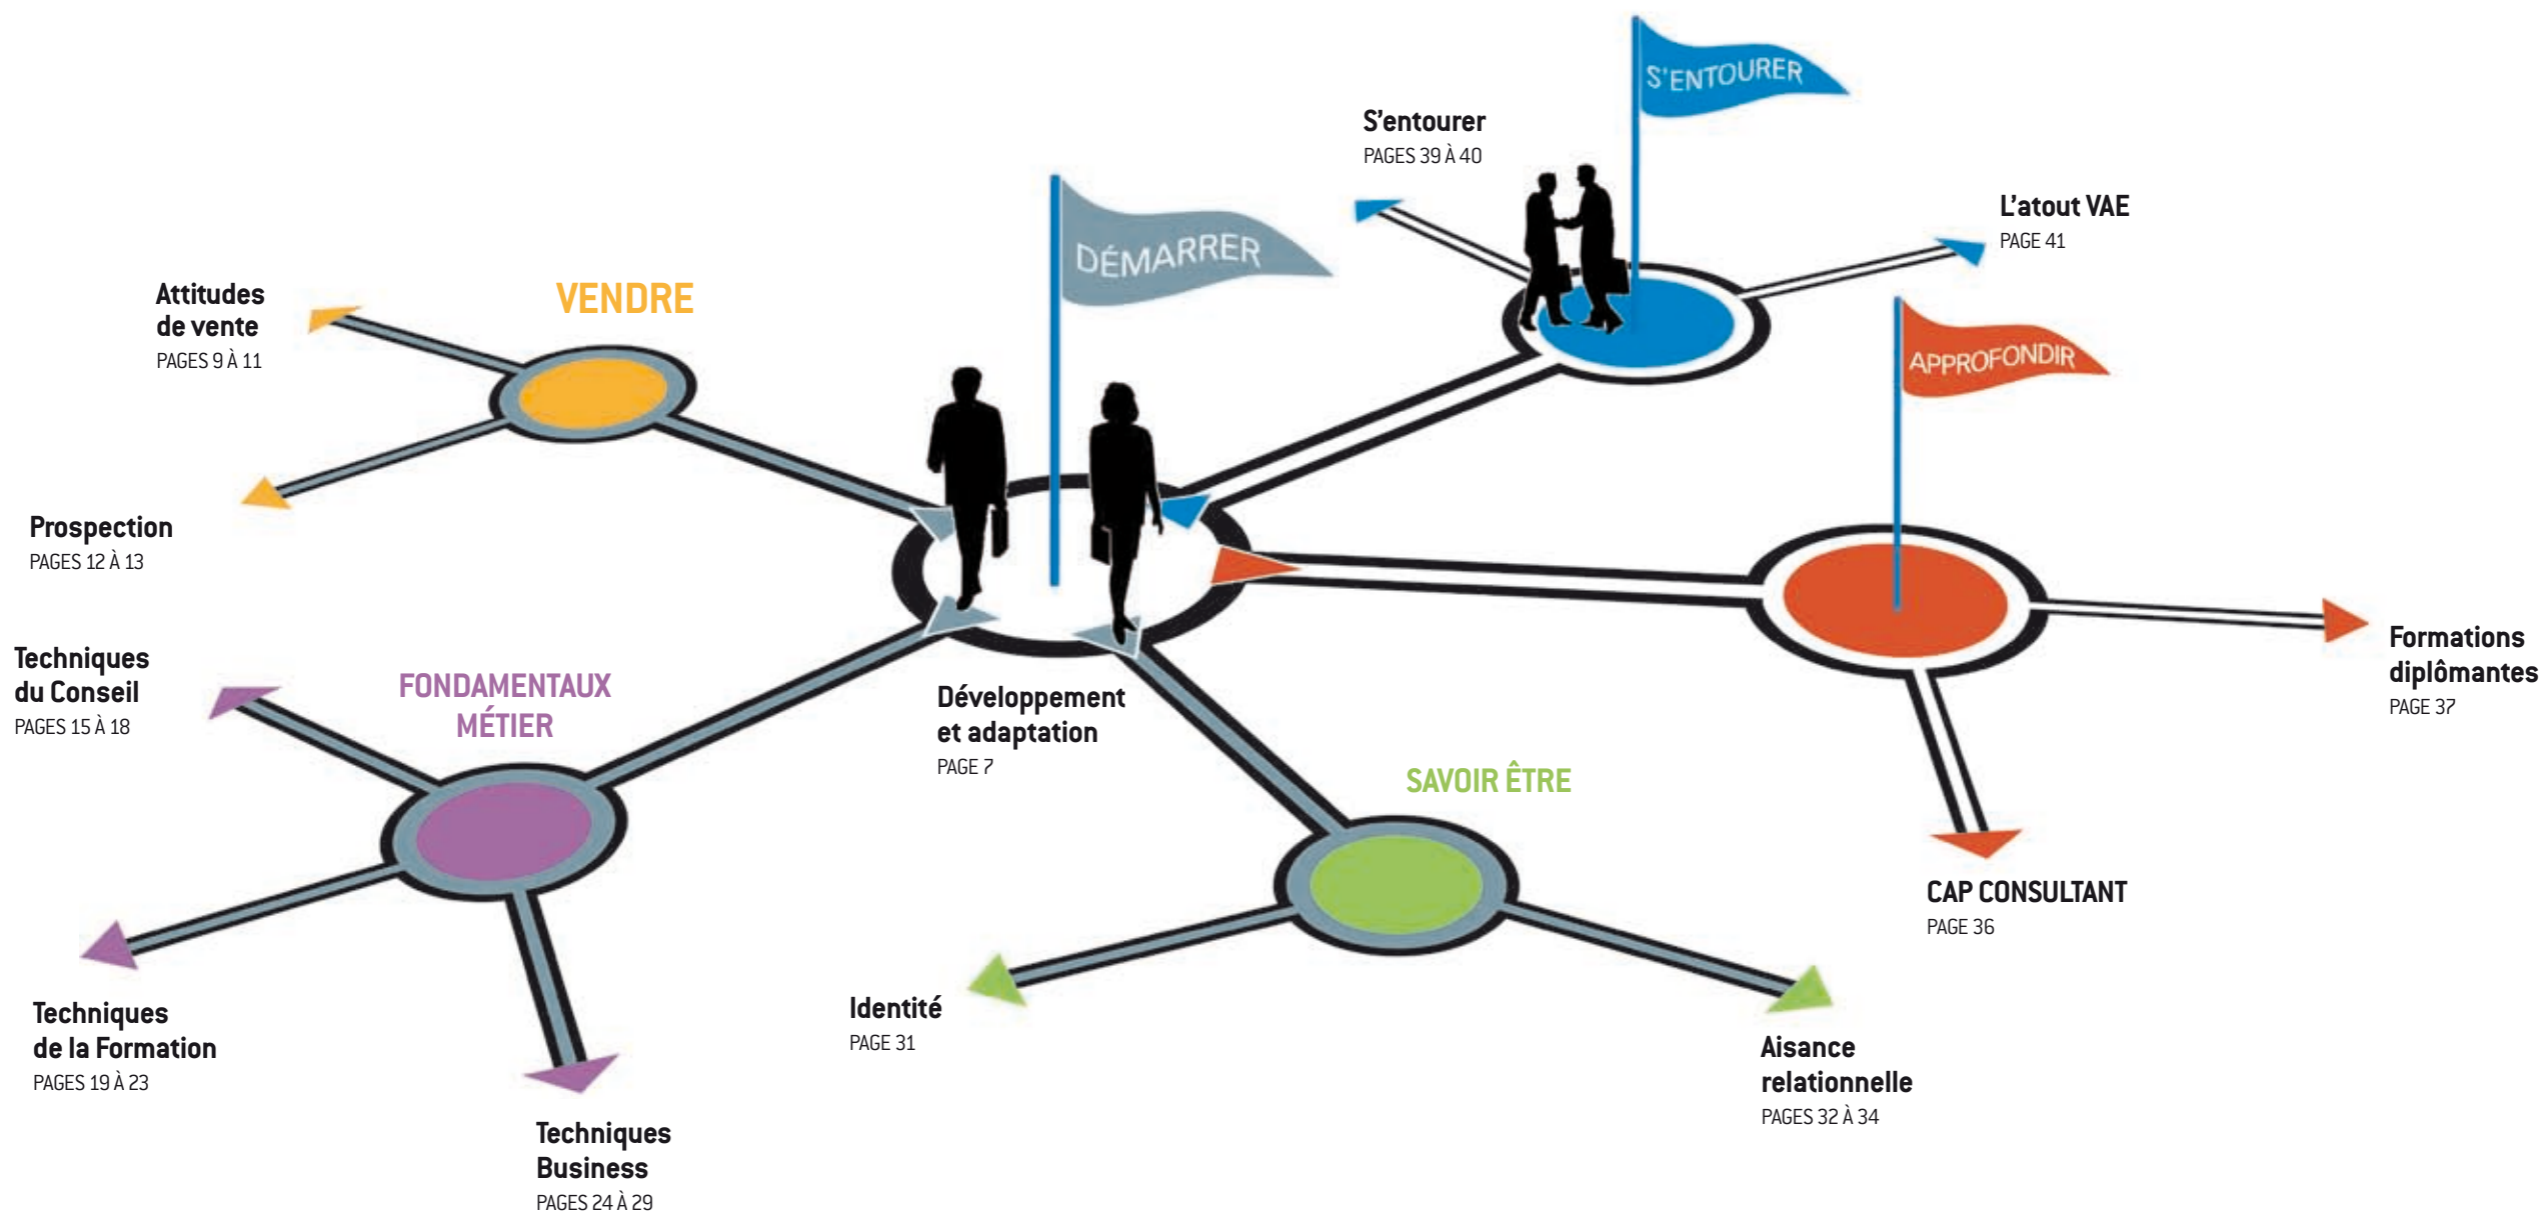 S'ENTOURER
S’entourer
PAGES 39 À 40
L’atout VAE
PAGE 41
DÉMARRER
Attitudes
de vente
PAGES 9 À 11
VENDRE
APPROFONDIR
Prospection
PAGES 12 À 13
Techniques
du Conseil
PAGES 15 À 18
FONDAMENTAUX
MÉTIER
Développement
et adaptation
PAGE 7
Formations
diplômantes
PAGE 37
SAVOIR ÊTRE
CAP CONSULTANT
PAGE 36
Techniques
de la Formation
PAGES 19 À 23
Identité
PAGE 31
Aisance
relationnelle
PAGES 32 À 34
Techniques
Business
PAGES 24 À 29